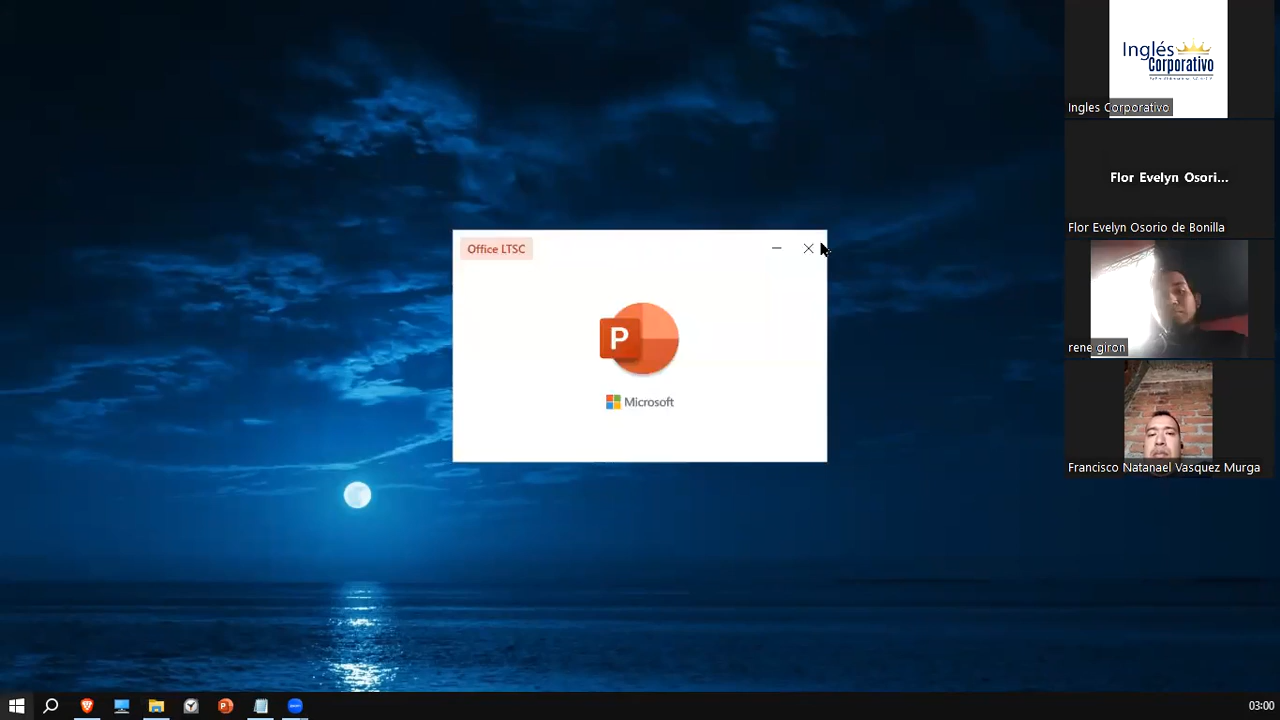 Inglés
Corporativo
Ingles Corporativo
Flor Evelyn Osori...
Flor Evelyn Osorio de Bonilla
Office LTSC
P
Microsoft
rene giron
Francisco Natanael Vasquez Murga
P
03:00